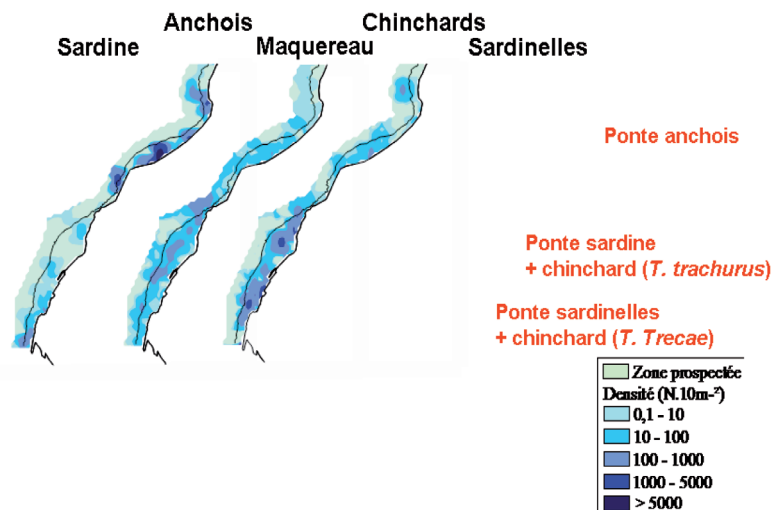 Anchois
Chinchards
Sardine
Maquereau
Sardinelles
Ponte anchois
Ponte sardine
+ chinchard (T. trachurus)
Ponte sardinelles
+ chinchard (T. Trecae)
Zone prospectée
Densité (N.10m-²)
0,1 - 10
10 - 100
100 - 1000
1000 - 5000
> 5000